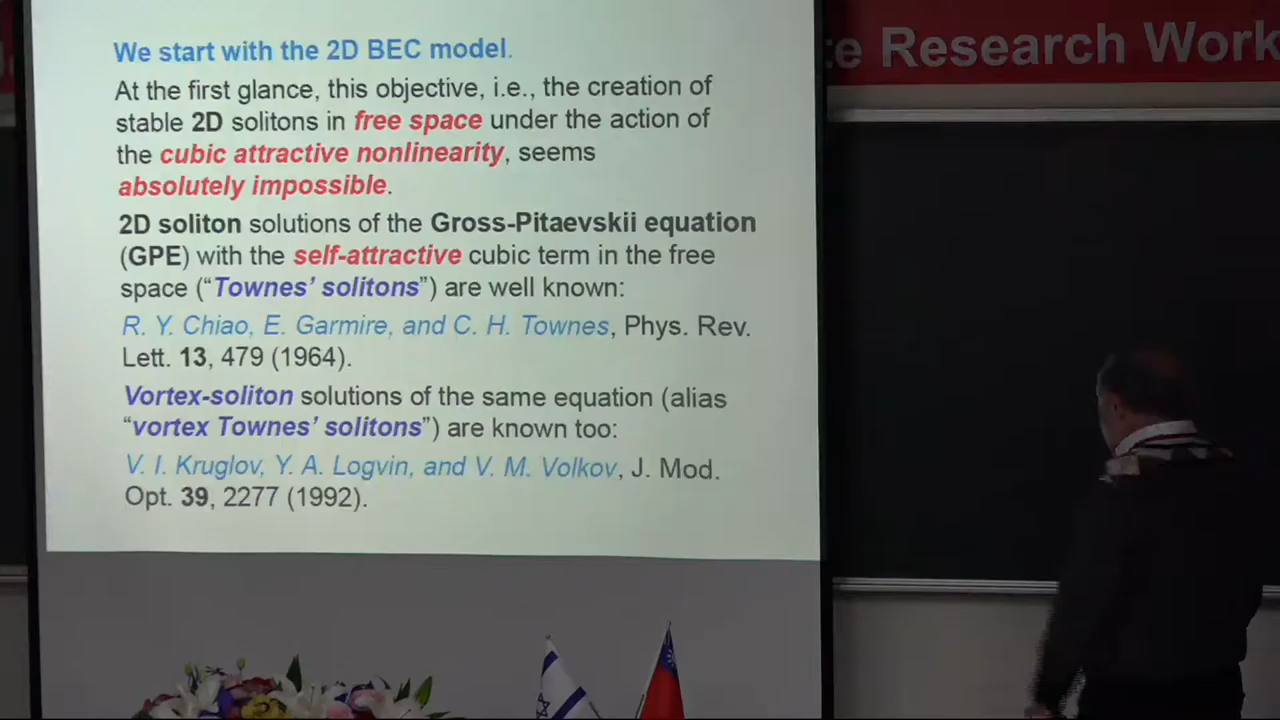 We start with the 2D BEC model.
At the first glance, this objective, i.e., the creation of
stable 2D solitons in free space under the action of
the cubic attractive nonlinearity, seems
absolutely impossible.
2D soliton solutions of the Gross-Pitaevskii equation
(GPE) with the self-attractive cubic term in the free
space (“Townes’ solitons”) are well known:
R. Y. Chiao, E. Garmire, and C. H. Townes, Phys. Rev.
Lett. 13, 479 (1964).
Vortex-soliton solutions of the same equation (alias
“vortex Townes’ solitons”) are known too:
V. I. Kruglov, Y. A. Logvin, and V. M. Volkov, J. Mod.
Opt. 39, 2277 (1992).
Research